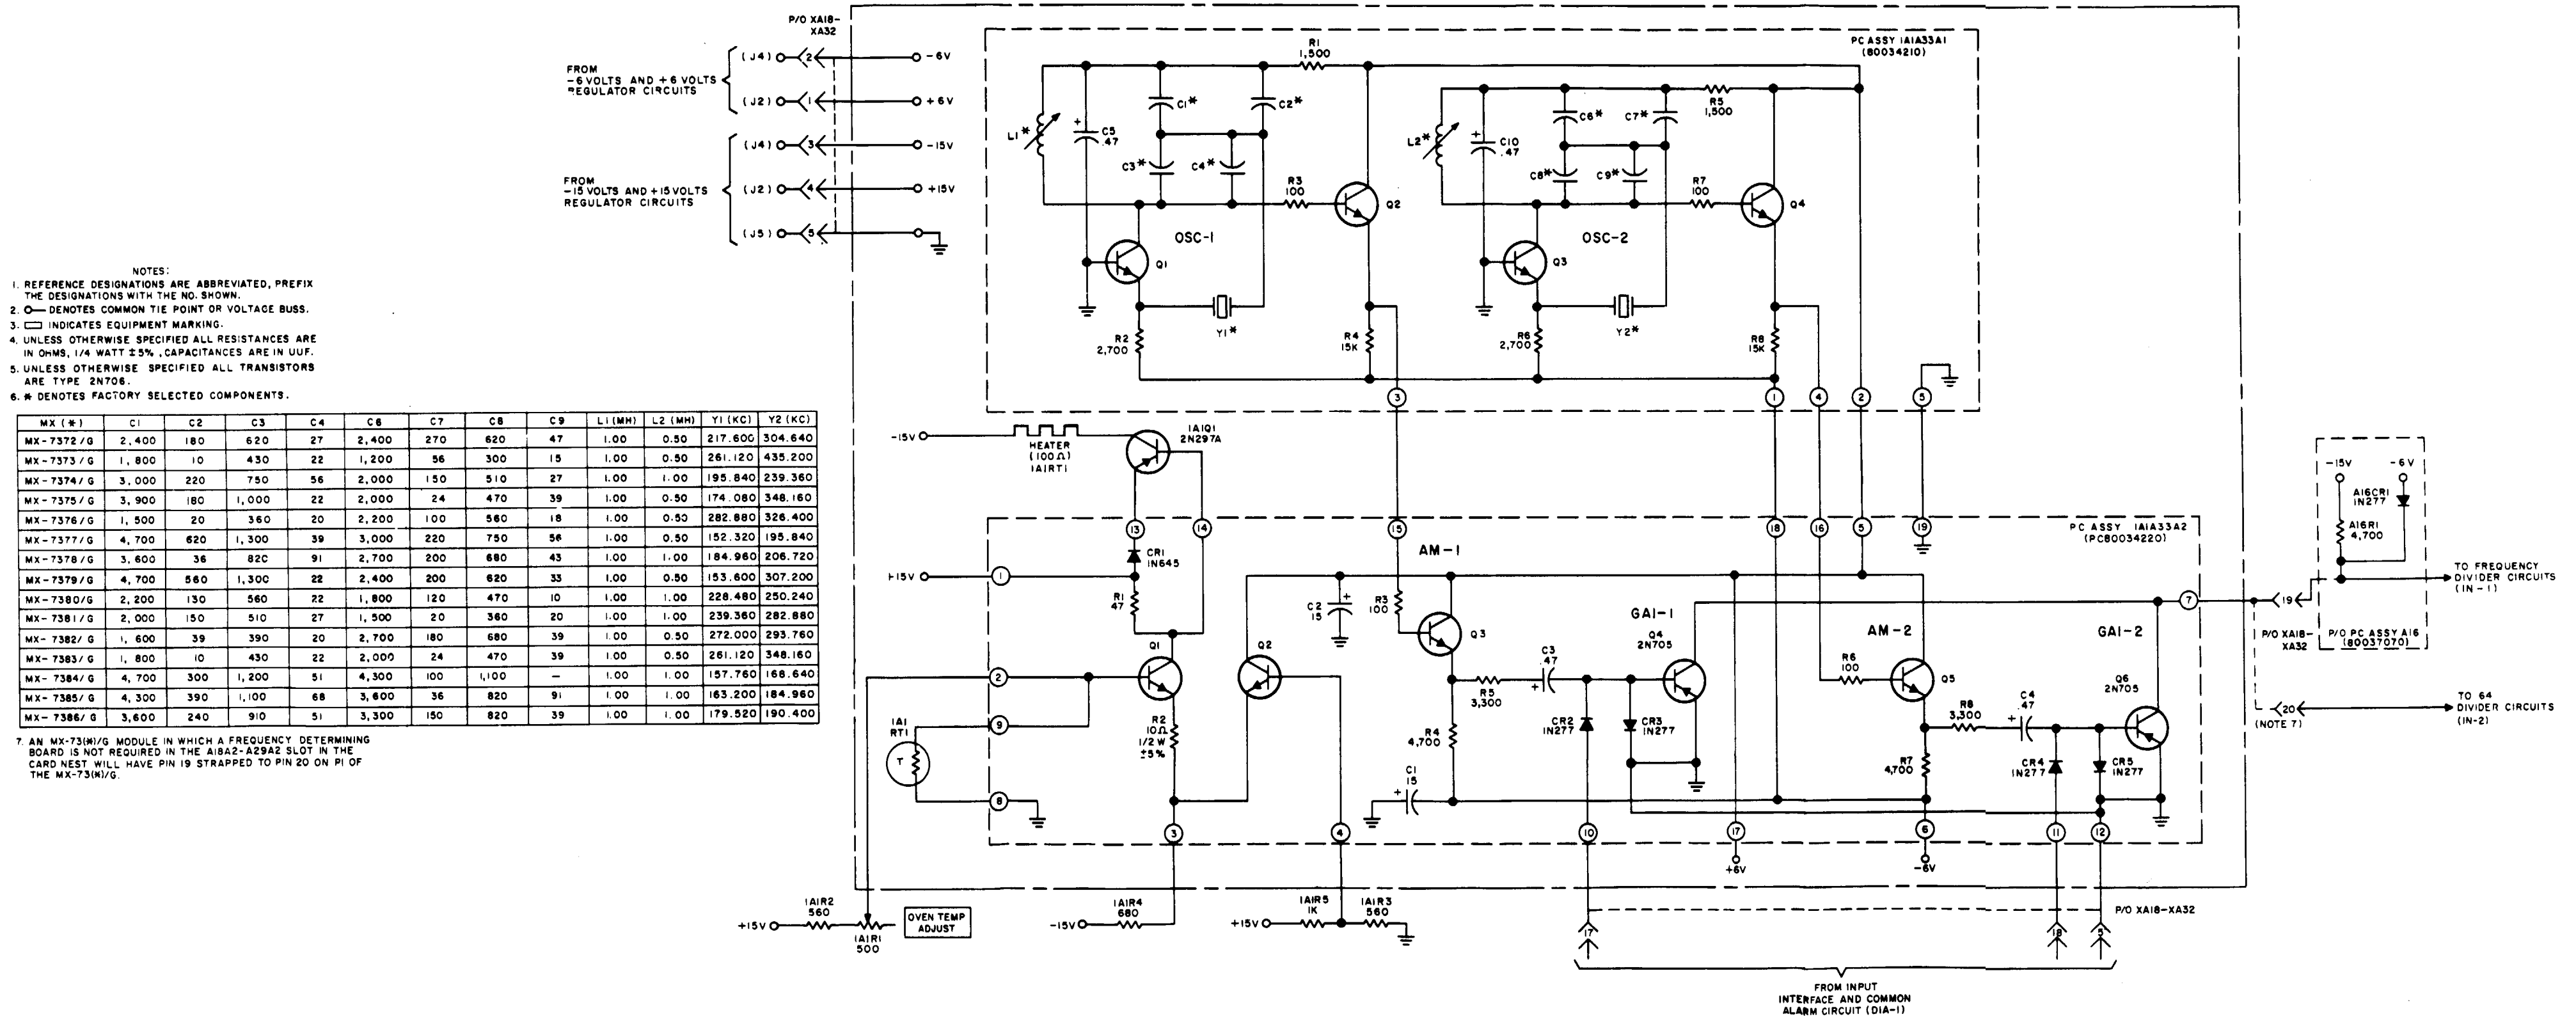 P/O XA18-
XA32
FROM
-6 VOLTS AND +6 VOLTS
REGULATOR CIRCUITS
(J4) 2 -6V
(J2) 1 +6V
FROM
-15 VOLTS AND +15 VOLTS
REGULATOR CIRCUITS
(J4) 3 -15V
(J2) 4 +15V
(J5) 5
NOTES:
1. REFERENCE DESIGNATIONS ARE ABBREVIATED, PREFIX
THE DESIGNATIONS WITH THE NO. SHOWN.
2. DENOTES COMMON TIE POINT OR VOLTAGE BUSS.
3. INDICATES EQUIPMENT MARKING.
4. UNLESS OTHERWISE SPECIFIED ALL RESISTANCES ARE
IN OHMS, 1/4 WATT ±5%, CAPACITANCES ARE IN UUF.
5. UNLESS OTHERWISE SPECIFIED ALL TRANSISTORS
ARE TYPE 2N706.
6. * DENOTES FACTORY SELECTED COMPONENTS.
MX (*) C1 C2 C3 C4 C6 C7 C8 C9 L1 (MH) L2 (MH) Y1 (KC) Y2 (KC)
MX-7372/G 2,400 180 620 27 2,400 270 620 47 1.00 0.50 217.600 304.640
MX-7373/G 1,800 10 430 22 1,200 56 300 15 1.00 0.50 261.120 435.200
MX-7374/G 3,000 220 750 56 2,000 150 510 27 1.00 1.00 195.840 239.360
MX-7375/G 3,900 180 1,000 22 2,000 24 470 39 1.00 0.50 174.080 348.160
MX-7376/G 1,500 20 360 20 2,200 100 560 18 1.00 0.50 282.880 326.400
MX-7377/G 4,700 620 1,300 39 3,000 220 750 56 1.00 0.50 152.320 195.840
MX-7378/G 3,600 36 820 91 2,700 200 680 43 1.00 1.00 184.960 206.720
MX-7379/G 4,700 560 1,300 22 2,400 200 620 33 1.00 0.50 153.600 307.200
MX-7380/G 2,200 130 560 22 1,800 120 470 10 1.00 1.00 228.480 250.240
MX-7381/G 2,000 150 510 27 1,500 20 360 20 1.00 1.00 239.360 282.880
MX-7382/G 1,600 39 390 20 2,700 180 680 39 1.00 0.50 272.000 293.760
MX-7383/G 1,800 10 430 22 2,000 24 470 39 1.00 0.50 261.120 348.160
MX-7384/G 4,700 300 1,200 51 4,300 100 1,100 — 1.00 1.00 157.760 168.640
MX-7385/G 4,300 390 1,100 68 3,600 36 820 91 1.00 1.00 163.200 184.960
MX-7386/G 3,600 240 910 51 3,300 150 820 39 1.00 1.00 179.520 190.400
7. AN MX-73(*)/G MODULE IN WHICH A FREQUENCY DETERMINING
BOARD IS NOT REQUIRED IN THE A18A2-A29A2 SLOT IN THE
CARD NEST WILL HAVE PIN 19 STRAPPED TO PIN 20 ON P1 OF
THE MX-73(*)/G.
PC ASSY 1A1A33A1
(80034210)
R1
1,500
C1*
C2*
L1*
+
C5
.47
C3*
C4*
R3
100
Q2
OSC-1
Q1
Y1*
R2
2,700
R4
15K
R5
1,500
C6*
C7*
L2*
+
C10
.47
C8*
C9*
R7
100
Q4
OSC-2
Q3
Y2*
R6
2,700
R8
15K
3 1 4 2 5
-15V
HEATER
(100Ω)
1A1RT1
1A1Q1
2N297A
13 14 15 18 16 5 19
PC ASSY 1A1A33A2
(PC80034220)
AM-1
CR1
1N645
+15V 1
R1
47
C2
15
+
R3
100
Q3
Q1
Q2
2
9
1A1
RT1
T
8
R2
10Ω
1/2 W
±5%
R5
3,300
C3
.47
+
R4
4,700
C1
15
+
GA1-1
Q4
2N705
CR2
1N277
CR3
1N277
AM-2
R6
100
Q5
R8
3,300
C4
.47
+
R7
4,700
GA1-2
Q6
2N705
CR4
1N277
CR5
1N277
7
3 4 10 17 6 11 12
+6V
-6V
+15V
1A1R2
560
1A1R1
500
OVEN TEMP
ADJUST
-15V
1A1R4
680
+15V
1A1R5
1K
1A1R3
560
P/O XA18-XA32
17 18 5
FROM INPUT
INTERFACE AND COMMON
ALARM CIRCUIT (DIA-1)
-15V
-6V
A16CR1
1N277
A16R1
4,700
19
P/O XA18-
XA32
P/O PC ASSY A16
(80037070)
TO FREQUENCY
DIVIDER CIRCUITS
(IN-1)
20
(NOTE 7)
TO 64
DIVIDER CIRCUITS
(IN-2)